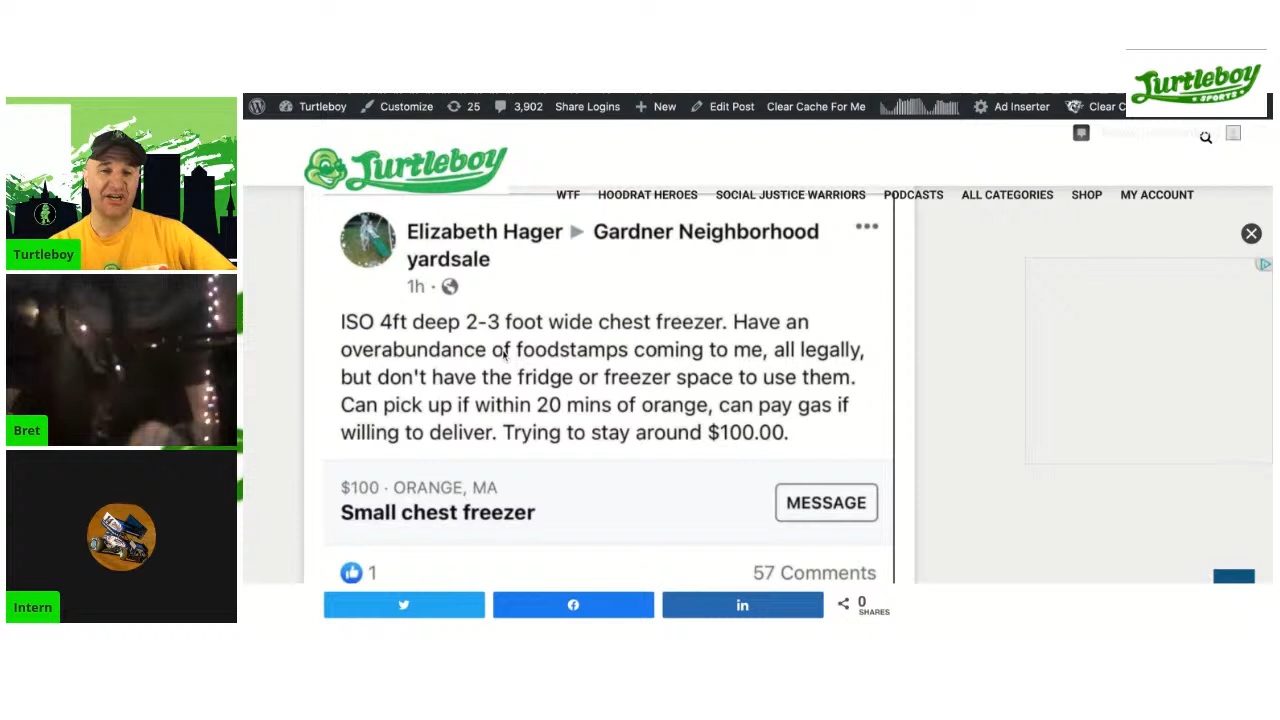 Turtleboy
SPORTS
Turtleboy
Customize
25
3,902
Share Logins
New
Edit Post
Clear Cache For Me
Ad Inserter
Clear C
Turtleboy
WTF
HOODRAT HEROES
SOCIAL JUSTICE WARRIORS
PODCASTS
ALL CATEGORIES
SHOP
MY ACCOUNT
Elizabeth Hager ▶ Gardner Neighborhood
yardsale
1h ·
ISO 4ft deep 2-3 foot wide chest freezer. Have an
overabundance of foodstamps coming to me, all legally,
but don't have the fridge or freezer space to use them.
Can pick up if within 20 mins of orange, can pay gas if
willing to deliver. Trying to stay around $100.00.
$100 · ORANGE, MA
Small chest freezer
MESSAGE
1
57 Comments
0
SHARES
Turtleboy
Bret
Intern